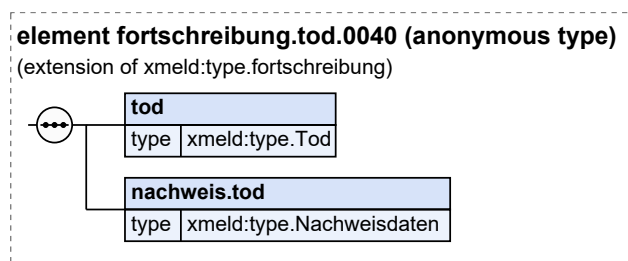 element fortschreibung.tod.0040 (anonymous type)
(extension of xmeld:type.fortschreibung)
tod
type xmeld:type.Tod
nachweis.tod
type xmeld:type.Nachweisdaten